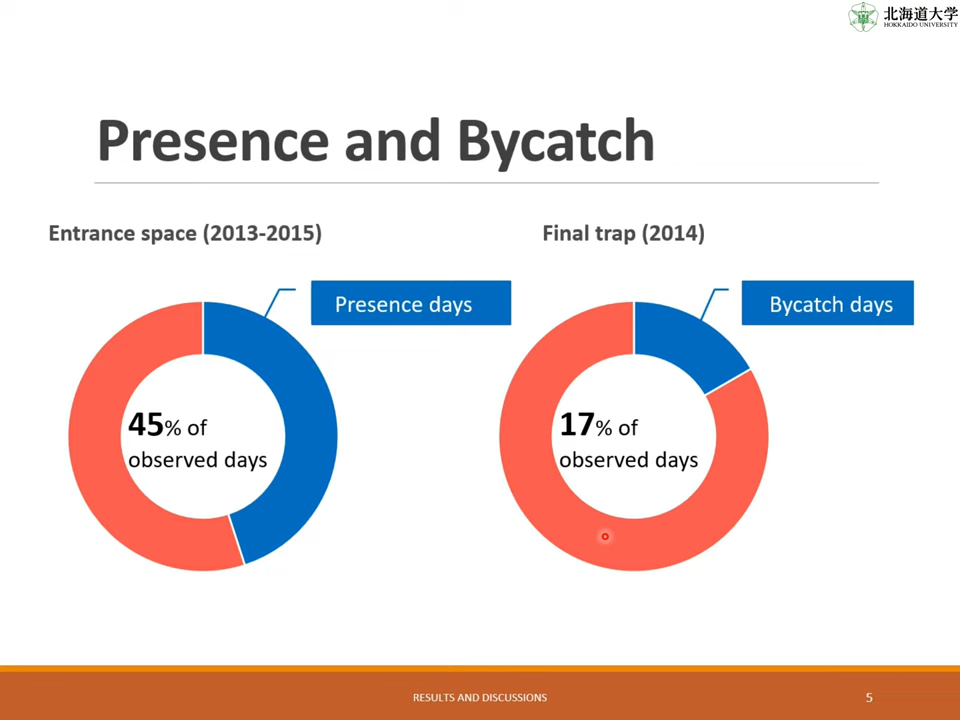 北海道大学
HOKKAIDO UNIVERSITY
Presence and Bycatch
Entrance space (2013-2015)
Final trap (2014)
Presence days
Bycatch days
45% of
observed days
17% of
observed days
RESULTS AND DISCUSSIONS
5